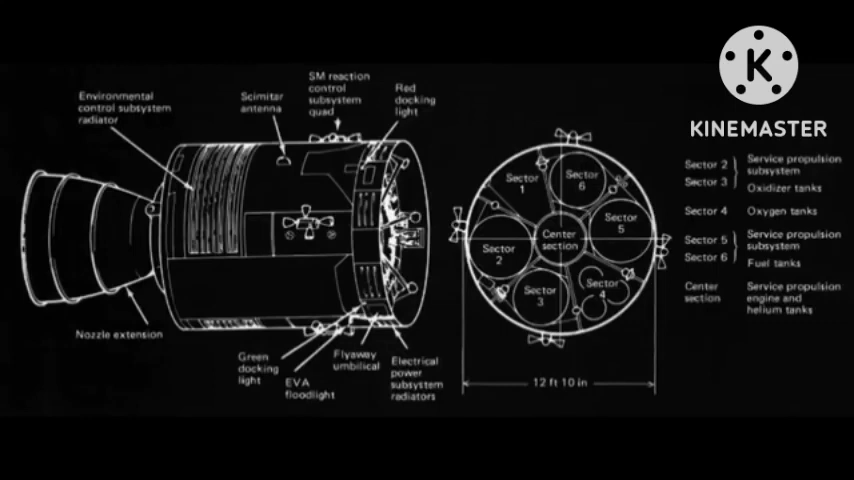 K
KINEMASTER
Environmental
control subsystem
radiator
Scimitar
antenna
SM reaction
control
subsystem
quad
Red
docking
light
Nozzle extension
Green
docking
light
EVA
floodlight
Flyaway
umbilical
Electrical
power
subsystem
radiators
Sector
1
Sector
6
Sector
5
Center
section
Sector
2
Sector
3
Sector
4
12 ft 10 in
Sector 2
Sector 3
Service propulsion
subsystem
Oxidizer tanks
Sector 4 Oxygen tanks
Sector 5
Sector 6
Service propulsion
subsystem
Fuel tanks
Center
section
Service propulsion
engine and
helium tanks